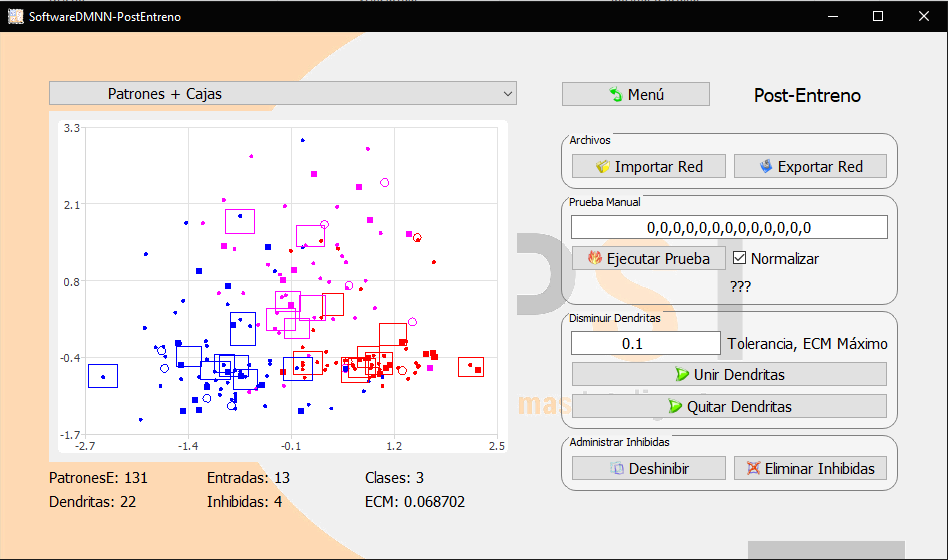 SoftwareDMNN-PostEntreno
Patrones + Cajas
Menú
Post-Entreno
3.3
2.1
0.8
-0.4
-1.7
-2.7
-1.4
-0.1
1.2
2.5
PatronesE: 131
Entradas: 13
Clases: 3
Dendritas: 22
Inhibidas: 4
ECM: 0.068702
Archivos
Importar Red
Exportar Red
Prueba Manual
0,0,0,0,0,0,0,0,0,0,0,0,0
Ejecutar Prueba
Normalizar
???
Disminuir Dendritas
0.1
Tolerancia, ECM Máximo
Unir Dendritas
Quitar Dendritas
mas
Administrar Inhibidas
Deshinibir
Eliminar Inhibidas